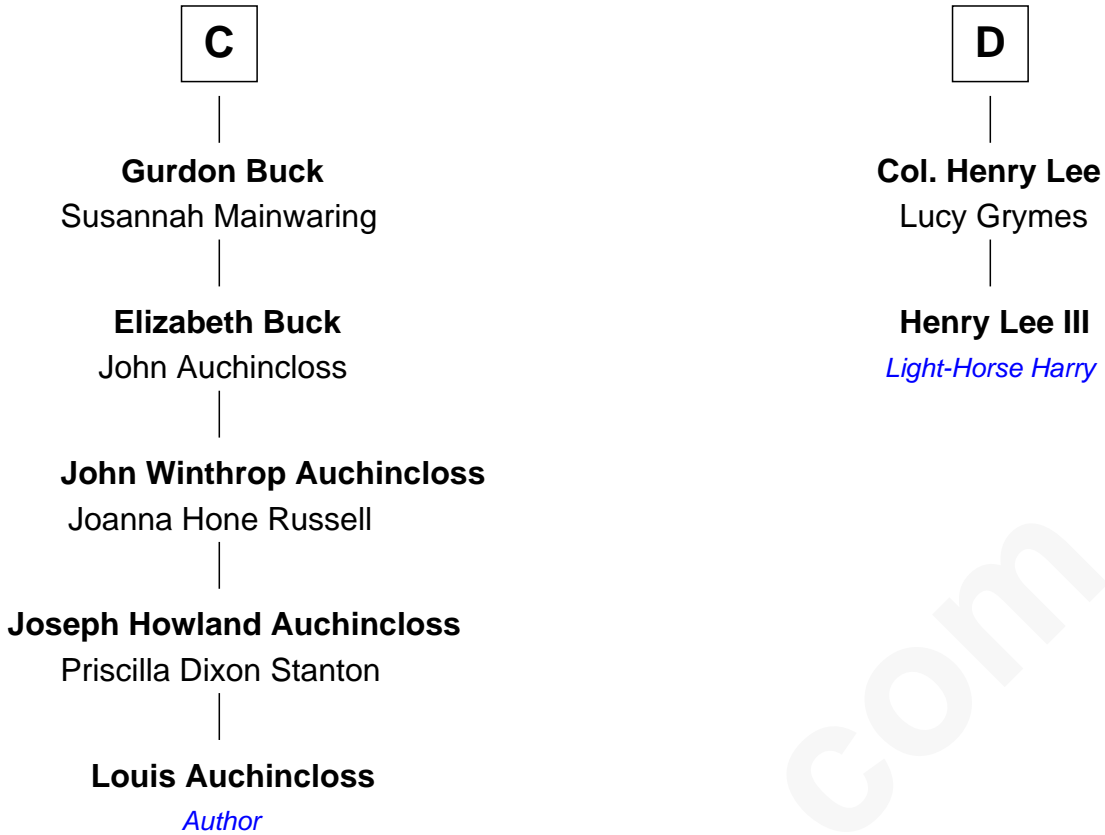 C
Gurdon Buck
Susannah Mainwaring
Elizabeth Buck
John Auchincloss
John Winthrop Auchincloss
Joanna Hone Russell
Joseph Howland Auchincloss
Priscilla Dixon Stanton
Louis Auchincloss
Author
D
Col. Henry Lee
Lucy Grymes
Henry Lee III
Light-Horse Harry
com